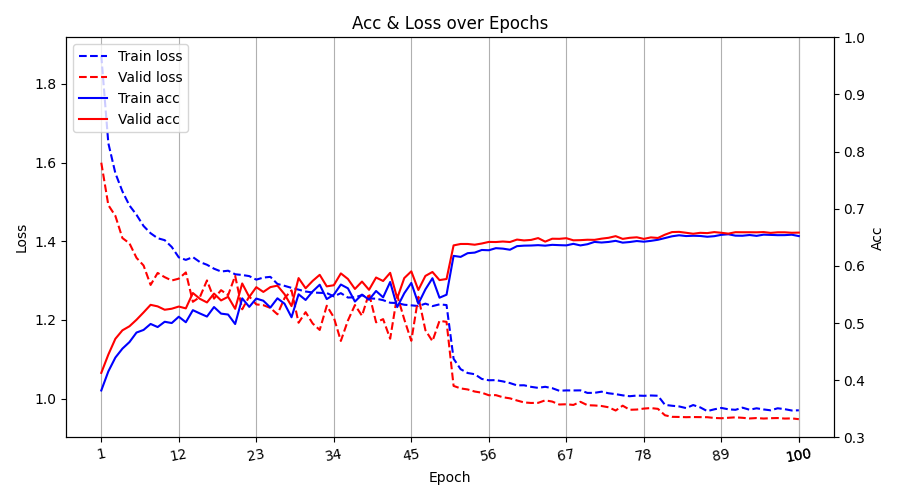 Acc & Loss over Epochs
Train loss
Valid loss
Train acc
Valid acc
Loss
1.8
1.6
1.4
1.2
1.0
Acc
1.0
0.9
0.8
0.7
0.6
0.5
0.4
0.3
1 12 23 34 45 56 67 78 89 100
Epoch